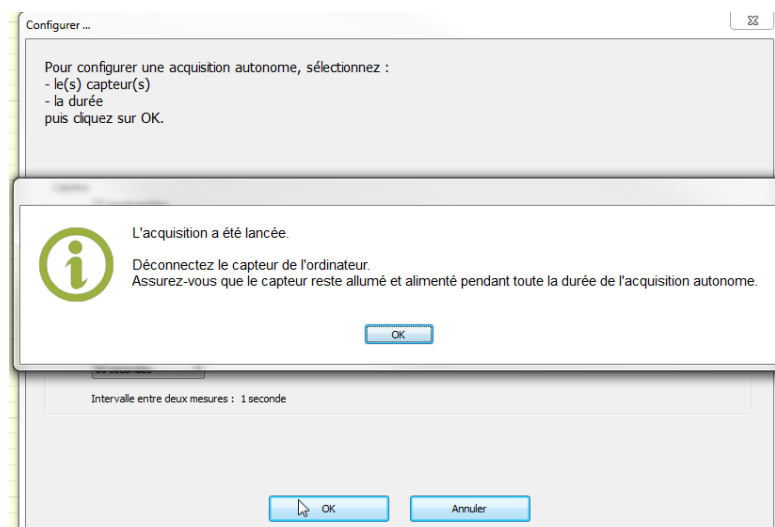 Configurer ...
Pour configurer une acquisition autonome, sélectionnez :
- le(s) capteur(s)
- la durée
puis cliquez sur OK.
L'acquisition a été lancée.
Déconnectez le capteur de l'ordinateur.
Assurez-vous que le capteur reste allumé et alimenté pendant toute la durée de l'acquisition autonome.
OK
Intervalle entre deux mesures : 1 seconde
OK Annuler